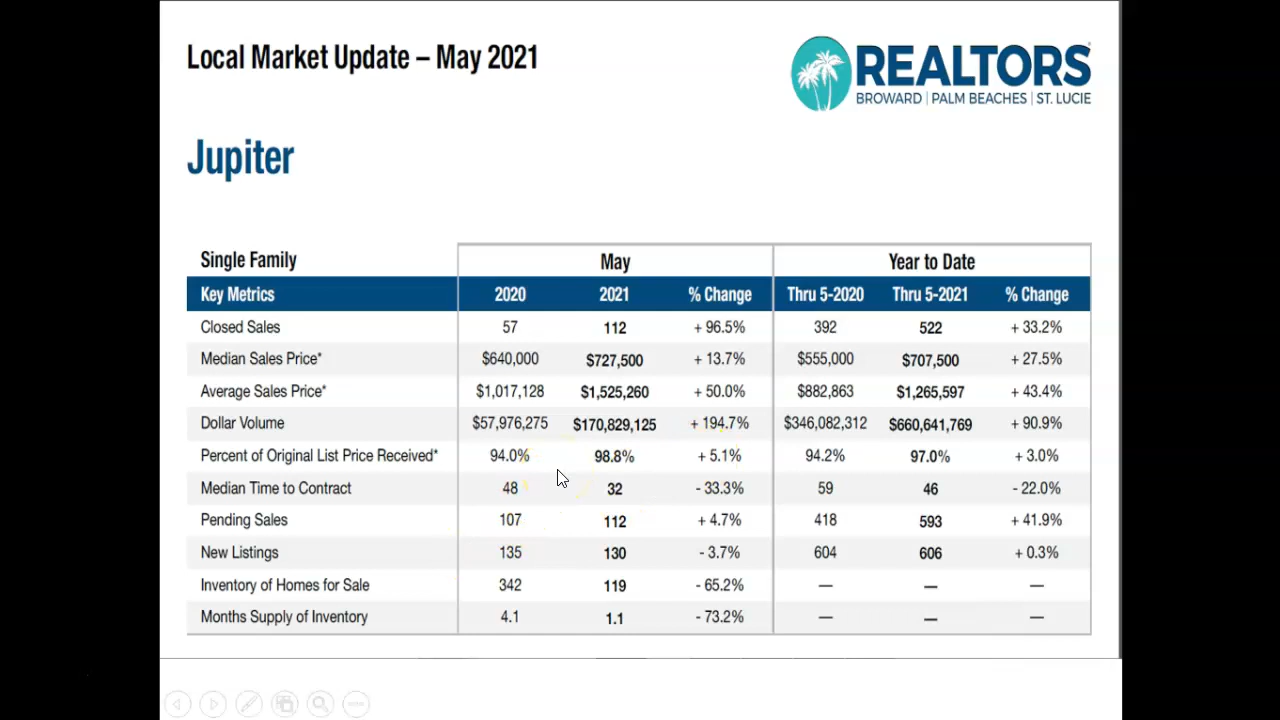 Local Market Update – May 2021
REALTORS
BROWARD | PALM BEACHES | ST. LUCIE
Jupiter
Single Family May Year to Date
Key Metrics 2020 2021 % Change Thru 5-2020 Thru 5-2021 % Change
Closed Sales 57 112 + 96.5% 392 522 + 33.2%
Median Sales Price* $640,000 $727,500 + 13.7% $555,000 $707,500 + 27.5%
Average Sales Price* $1,017,128 $1,525,260 + 50.0% $882,863 $1,265,597 + 43.4%
Dollar Volume $57,976,275 $170,829,125 + 194.7% $346,082,312 $660,641,769 + 90.9%
Percent of Original List Price Received* 94.0% 98.8% + 5.1% 94.2% 97.0% + 3.0%
Median Time to Contract 48 32 - 33.3% 59 46 - 22.0%
Pending Sales 107 112 + 4.7% 418 593 + 41.9%
New Listings 135 130 - 3.7% 604 606 + 0.3%
Inventory of Homes for Sale 342 119 - 65.2% — — —
Months Supply of Inventory 4.1 1.1 - 73.2% — — —